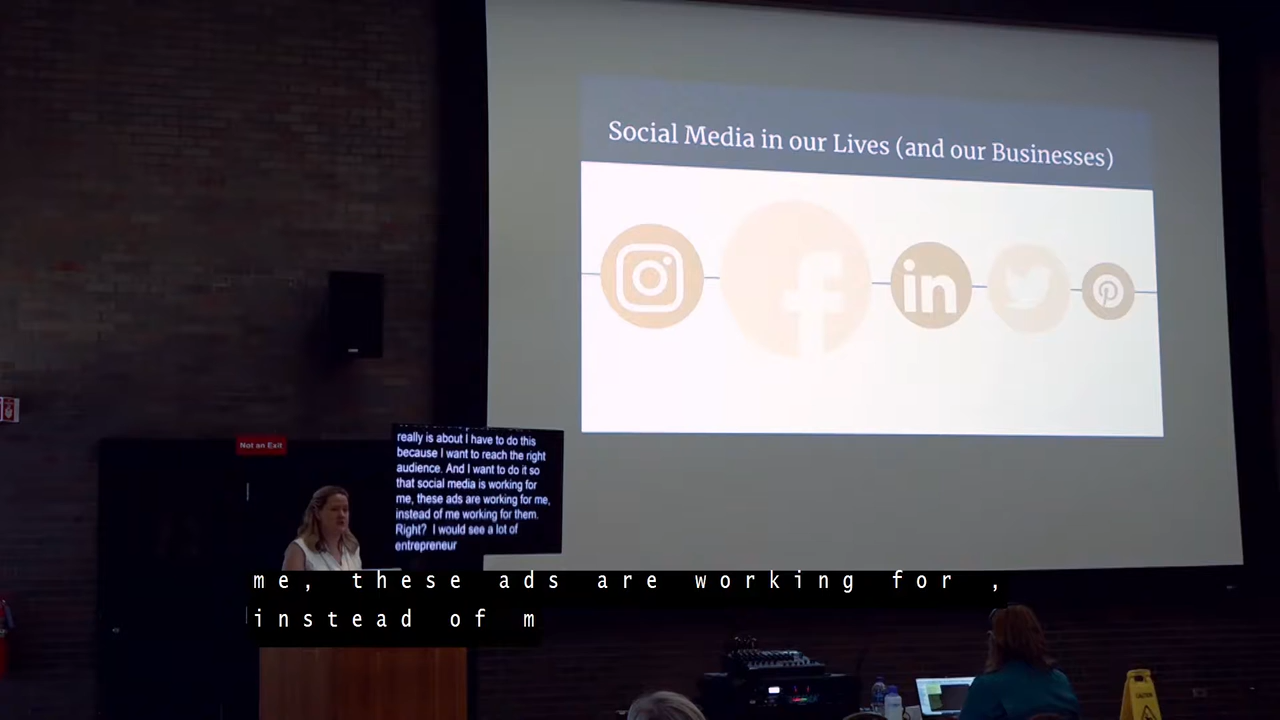 Social Media in our Lives (and our Businesses)
in
Not an Exit
really is about I have to do this
because I want to reach the right
audience. And I want to do it so
that social media is working for
me, these ads are working for me,
instead of me working for them.
Right? I would see a lot of
entrepreneur
me, these ads are working for ,
instead of m